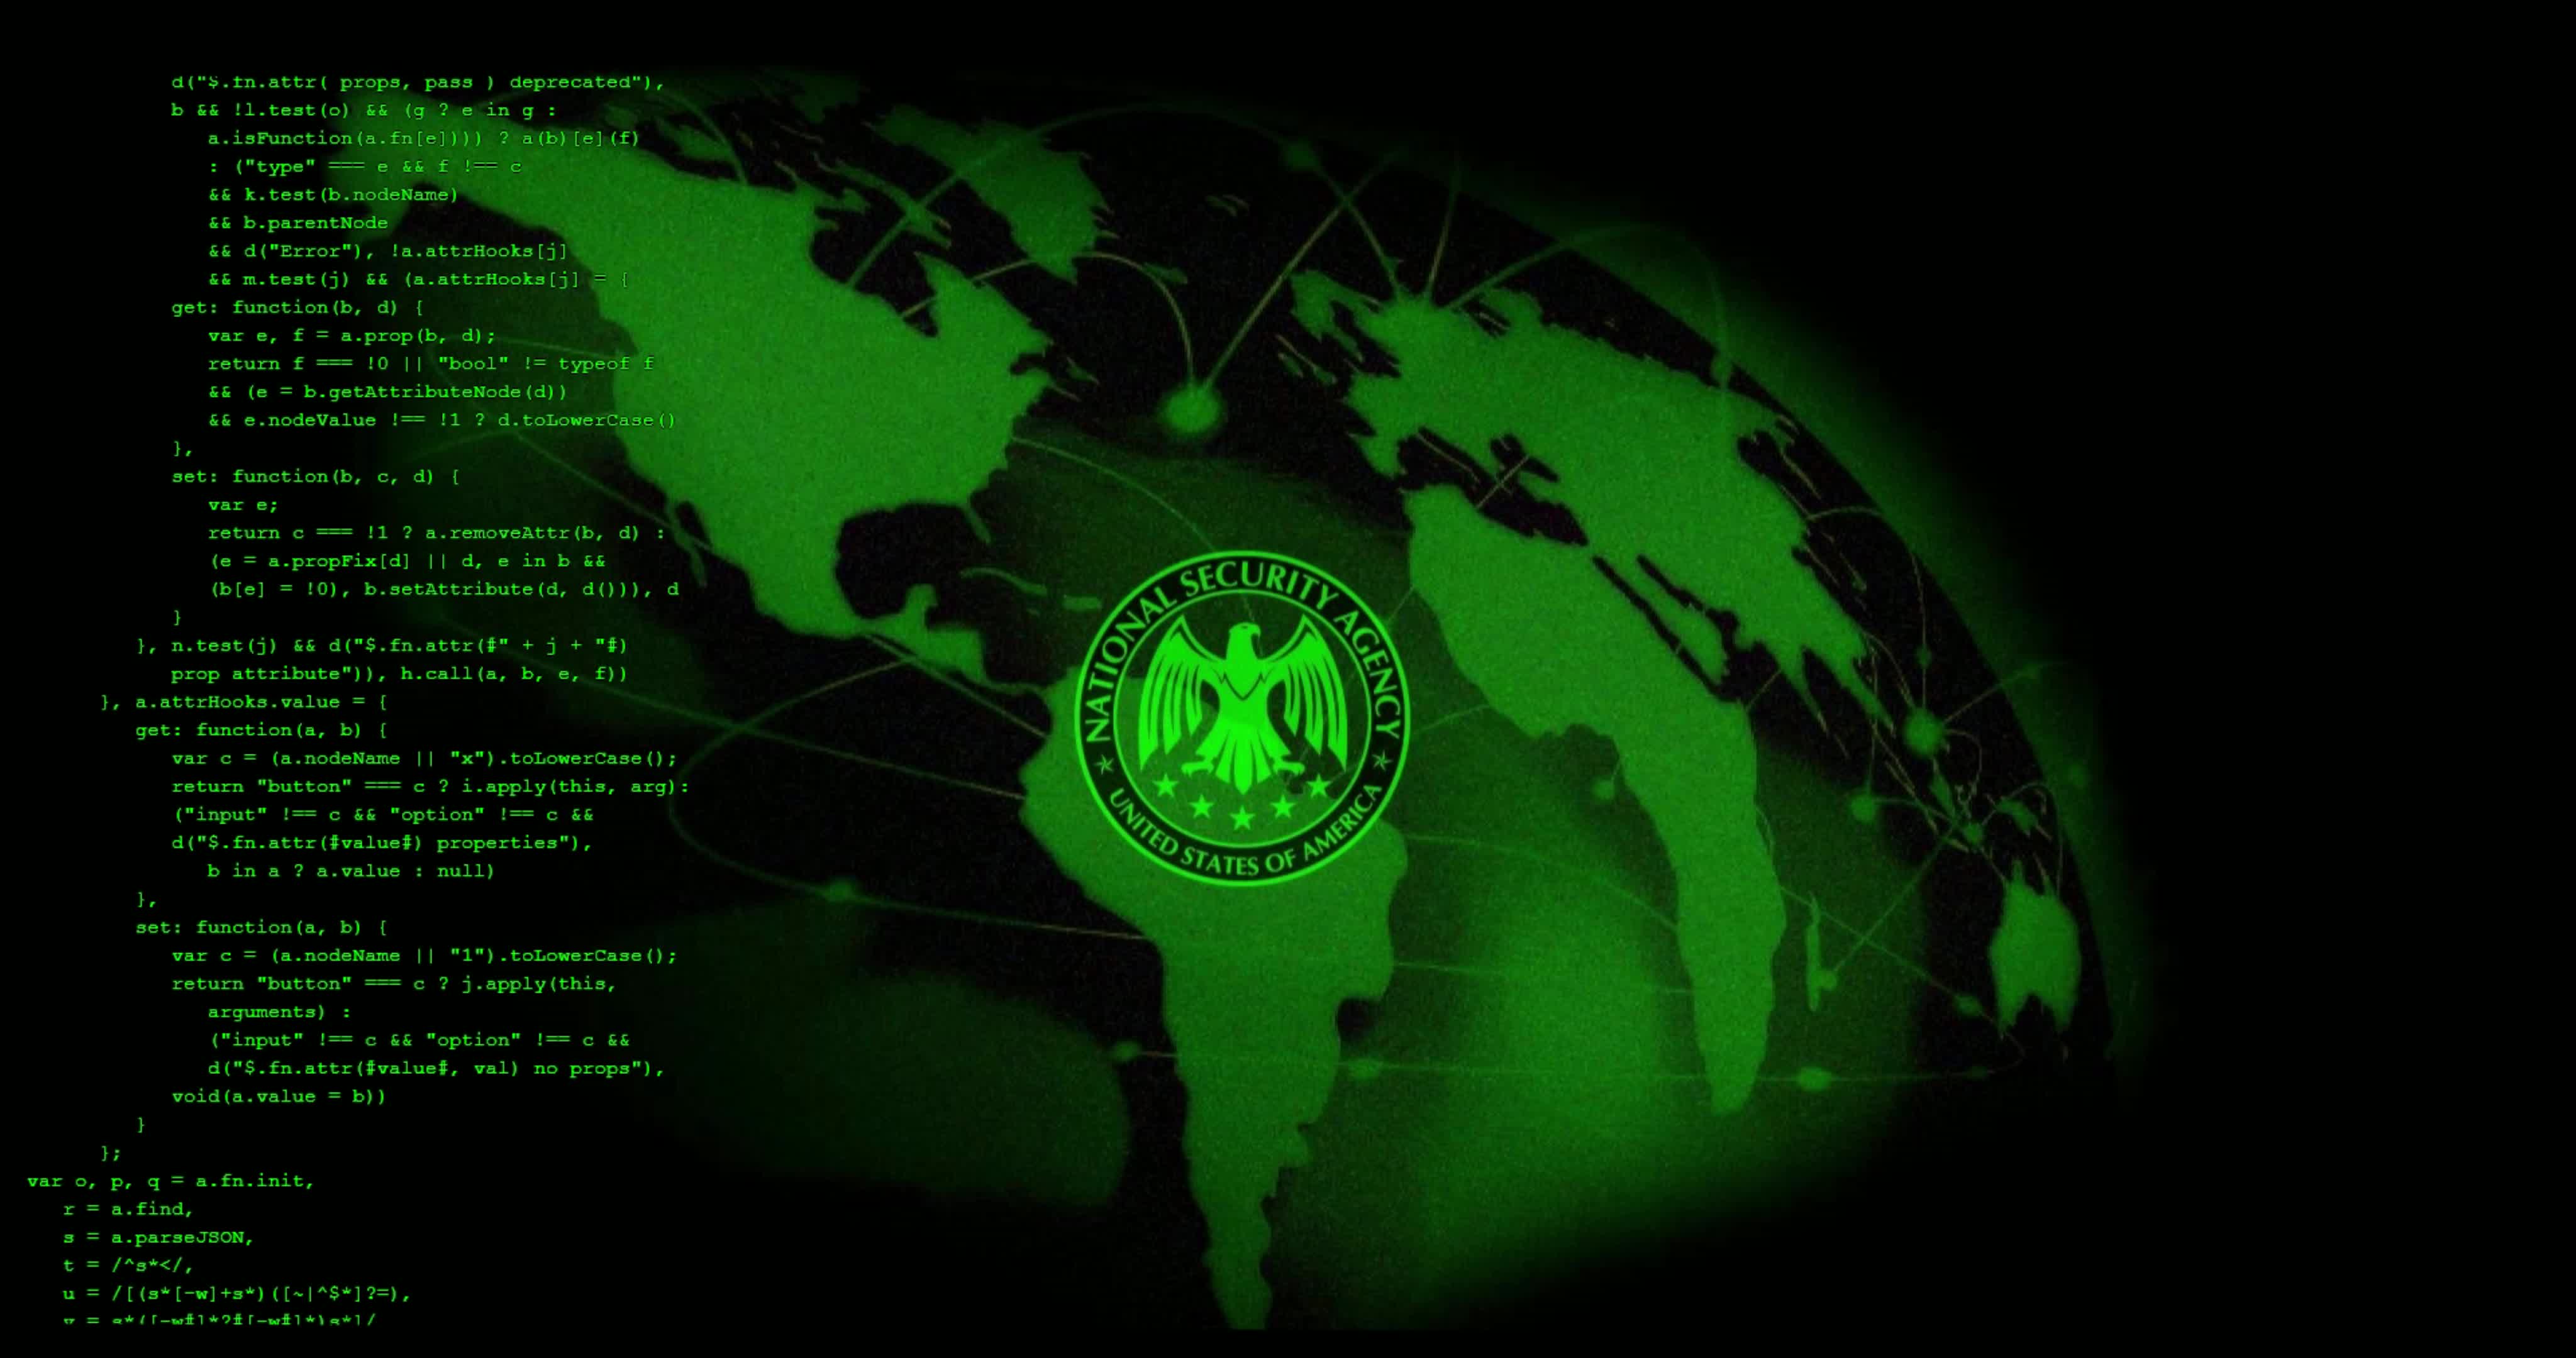 d("$.fn.attr( props, pass ) deprecated"),
b && !l.test(o) && (g ? e in g :
a.isFunction(a.fn[e]))) ? a(b)[e](f)
: ("type" === e && f !== c
&& k.test(b.nodeName)
&& b.parentNode
&& d("Error"), !a.attrHooks[j]
&& m.test(j) && (a.attrHooks[j] = {
get: function(b, d) {
var e, f = a.prop(b, d);
return f === !0 || "bool" != typeof f
&& (e = b.getAttributeNode(d))
&& e.nodeValue !== !1 ? d.toLowerCase()
},
set: function(b, c, d) {
var e;
return c === !1 ? a.removeAttr(b, d) :
(e = a.propFix[d] || d, e in b &&
(b[e] = !0), b.setAttribute(d, d())), d
}
}, n.test(j) && d("$.fn.attr(#" + j + "#)
prop attribute")), h.call(a, b, e, f))
}, a.attrHooks.value = {
get: function(a, b) {
var c = (a.nodeName || "x").toLowerCase();
return "button" === c ? i.apply(this, arg):
("input" !== c && "option" !== c &&
d("$.fn.attr(#value#) properties"),
b in a ? a.value : null)
},
set: function(a, b) {
var c = (a.nodeName || "1").toLowerCase();
return "button" === c ? j.apply(this,
arguments) :
("input" !== c && "option" !== c &&
d("$.fn.attr(#value#, val) no props"),
void(a.value = b))
}
};
var o, p, q = a.fn.init,
r = a.find,
s = a.parseJSON,
t = /^s*</,
u = /[(s*[-w]+s*)([~|^$*]?=),
NATIONAL SECURITY AGENCY
UNITED STATES OF AMERICA